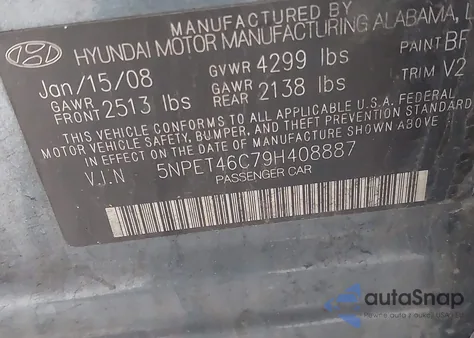 MANUFACTURED BY
HYUNDAI MOTOR MANUFACTURING ALABAMA, L
Jan/15/08 GVWR 4299 lbs PAINT BF
GAWR FRONT 2513 lbs GAWR REAR 2138 lbs TRIM V2
THIS VEHICLE CONFORMS TO ALL APPLICABLE U.S.A FEDERAL
MOTOR VEHICLE SAFETY, BUMPER, AND THEFT PREVENTION STANDARD
IN EFFECT ON THE DATE OF MANUFACTURE SHOWN ABOVE
V.I.N 5NPET46C79H408887
PASSENGER CAR
autoSnap